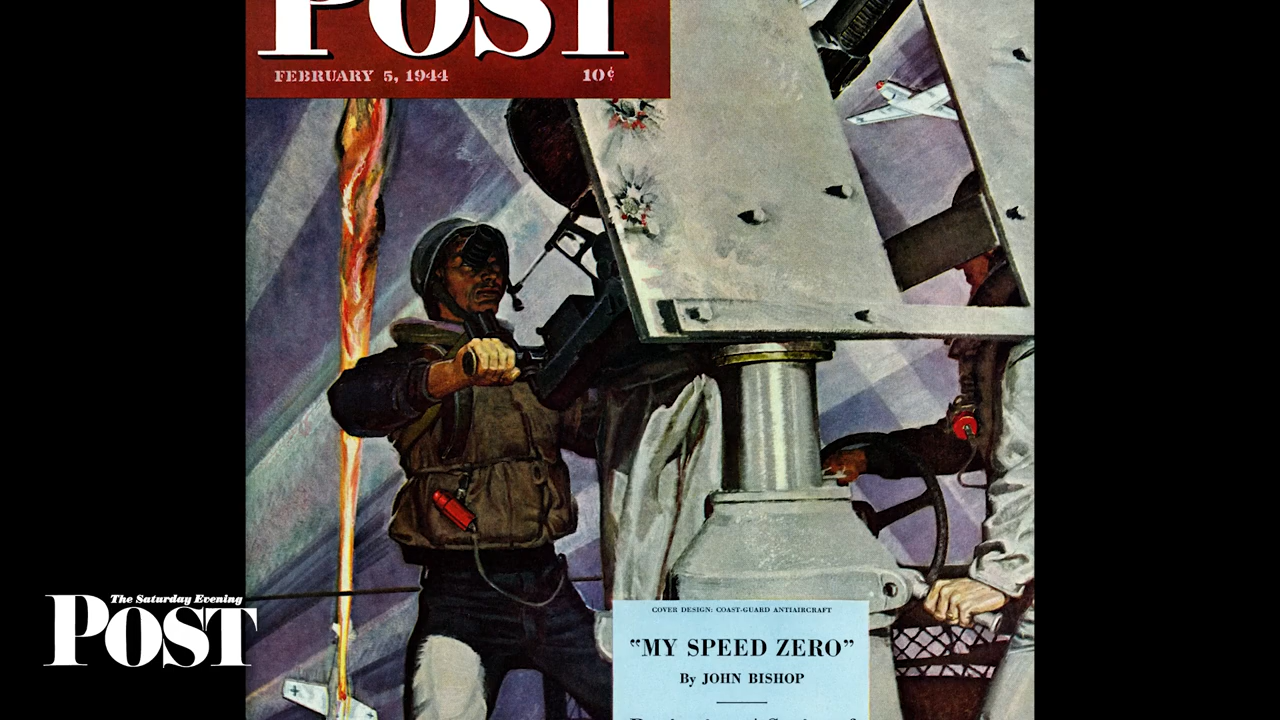 POST
FEBRUARY 5, 1944 10¢
COVER DESIGN: COAST-GUARD ANTIAIRCRAFT
"MY SPEED ZERO"
By JOHN BISHOP
The Saturday Evening
POST